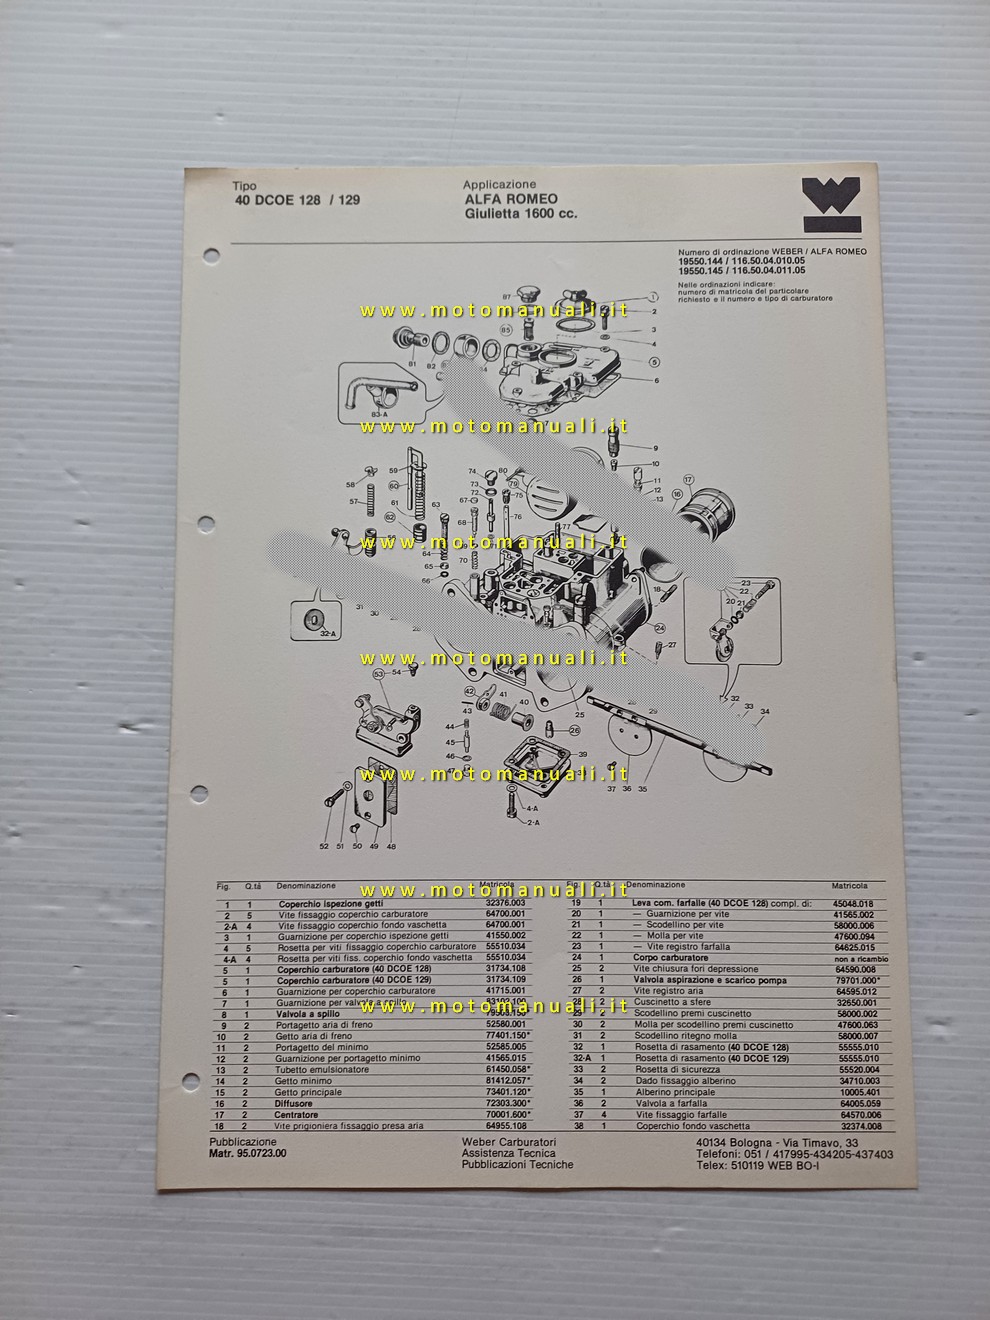 Tipo
40 DCOE 128 / 129
Applicazione
ALFA ROMEO
Giulietta 1600 cc.
Numero di ordinazione WEBER / ALFA ROMEO
19550.144 / 116.50.04.010.05
19550.145 / 116.50.04.011.05
Nelle ordinazioni indicare:
numero di matricola del particolare
richiesto e il numero e tipo di carburatore
www.motomanuali.it
www.motomanuali.it
www.motomanuali.it
www.motomanuali.it
www.motomanuali.it
www.motomanuali.it
www.motomanuali.it
Fig. Q.tà Denominazione Matricola
1 1 Coperchio ispezione getti 32376.003
2 5 Vite fissaggio coperchio carburatore 64700.001
2-A 4 Vite fissaggio coperchio fondo vaschetta 64700.001
3 1 Guarnizione per coperchio ispezione getti 41550.002
4 5 Rosetta per viti fissaggio coperchio carburatore 55510.034
4-A 4 Rosetta per viti fiss. coperchio fondo vaschetta 55510.034
5 1 Coperchio carburatore (40 DCOE 128) 31734.108
5 1 Coperchio carburatore (40 DCOE 129) 31734.109
6 1 Guarnizione per coperchio carburatore 41715.001
7 1 Guarnizione per valvola a spillo
8 1 Valvola a spillo
9 2 Portagetto aria di freno 52580.001
10 2 Getto aria di freno 77401.150*
11 2 Portagetto del minimo 52585.005
12 2 Guarnizione per portagetto minimo 41565.015
13 2 Tubetto emulsionatore 61450.058*
14 2 Getto minimo 81412.057*
15 2 Getto principale 73401.120*
16 2 Diffusore 72303.300*
17 2 Centratore 70001.600*
18 2 Vite prigioniera fissaggio presa aria 64955.108
Fig. Q.tà Denominazione Matricola
19 1 Leva com. farfalle (40 DCOE 128) compl. di: 45048.018
20 1 — Guarnizione per vite 41565.002
21 1 — Scodellino per vite 58000.006
22 1 — Molla per vite 47600.094
23 1 — Vite registro farfalla 64625.015
24 1 Corpo carburatore non a ricambio
25 2 Vite chiusura fori depressione 64590.008
26 1 Valvola aspirazione e scarico pompa 79701.000*
27 2 Vite registro aria 64595.012
28 2 Cuscinetto a sfere 32650.001
29 2 Scodellino premi cuscinetto 58000.002
30 2 Molla per scodellino premi cuscinetto 47600.063
31 2 Scodellino ritegno molla 58000.007
32 1 Rosetta di rasamento (40 DCOE 128) 55555.010
32-A 1 Rosetta di rasamento (40 DCOE 129) 55555.010
33 2 Rosetta di sicurezza 55520.004
34 2 Dado fissaggio alberino 34710.003
35 1 Alberino principale 10005.401
36 2 Valvola a farfalla 64005.059
37 4 Vite fissaggio farfalle 64570.006
38 1 Coperchio fondo vaschetta 32374.008
Pubblicazione
Matr. 95.0723.00
Weber Carburatori
Assistenza Tecnica
Pubblicazioni Tecniche
40134 Bologna - Via Timavo, 33
Telefoni: 051 / 417995-434205-437403
Telex: 510119 WEB BO-I